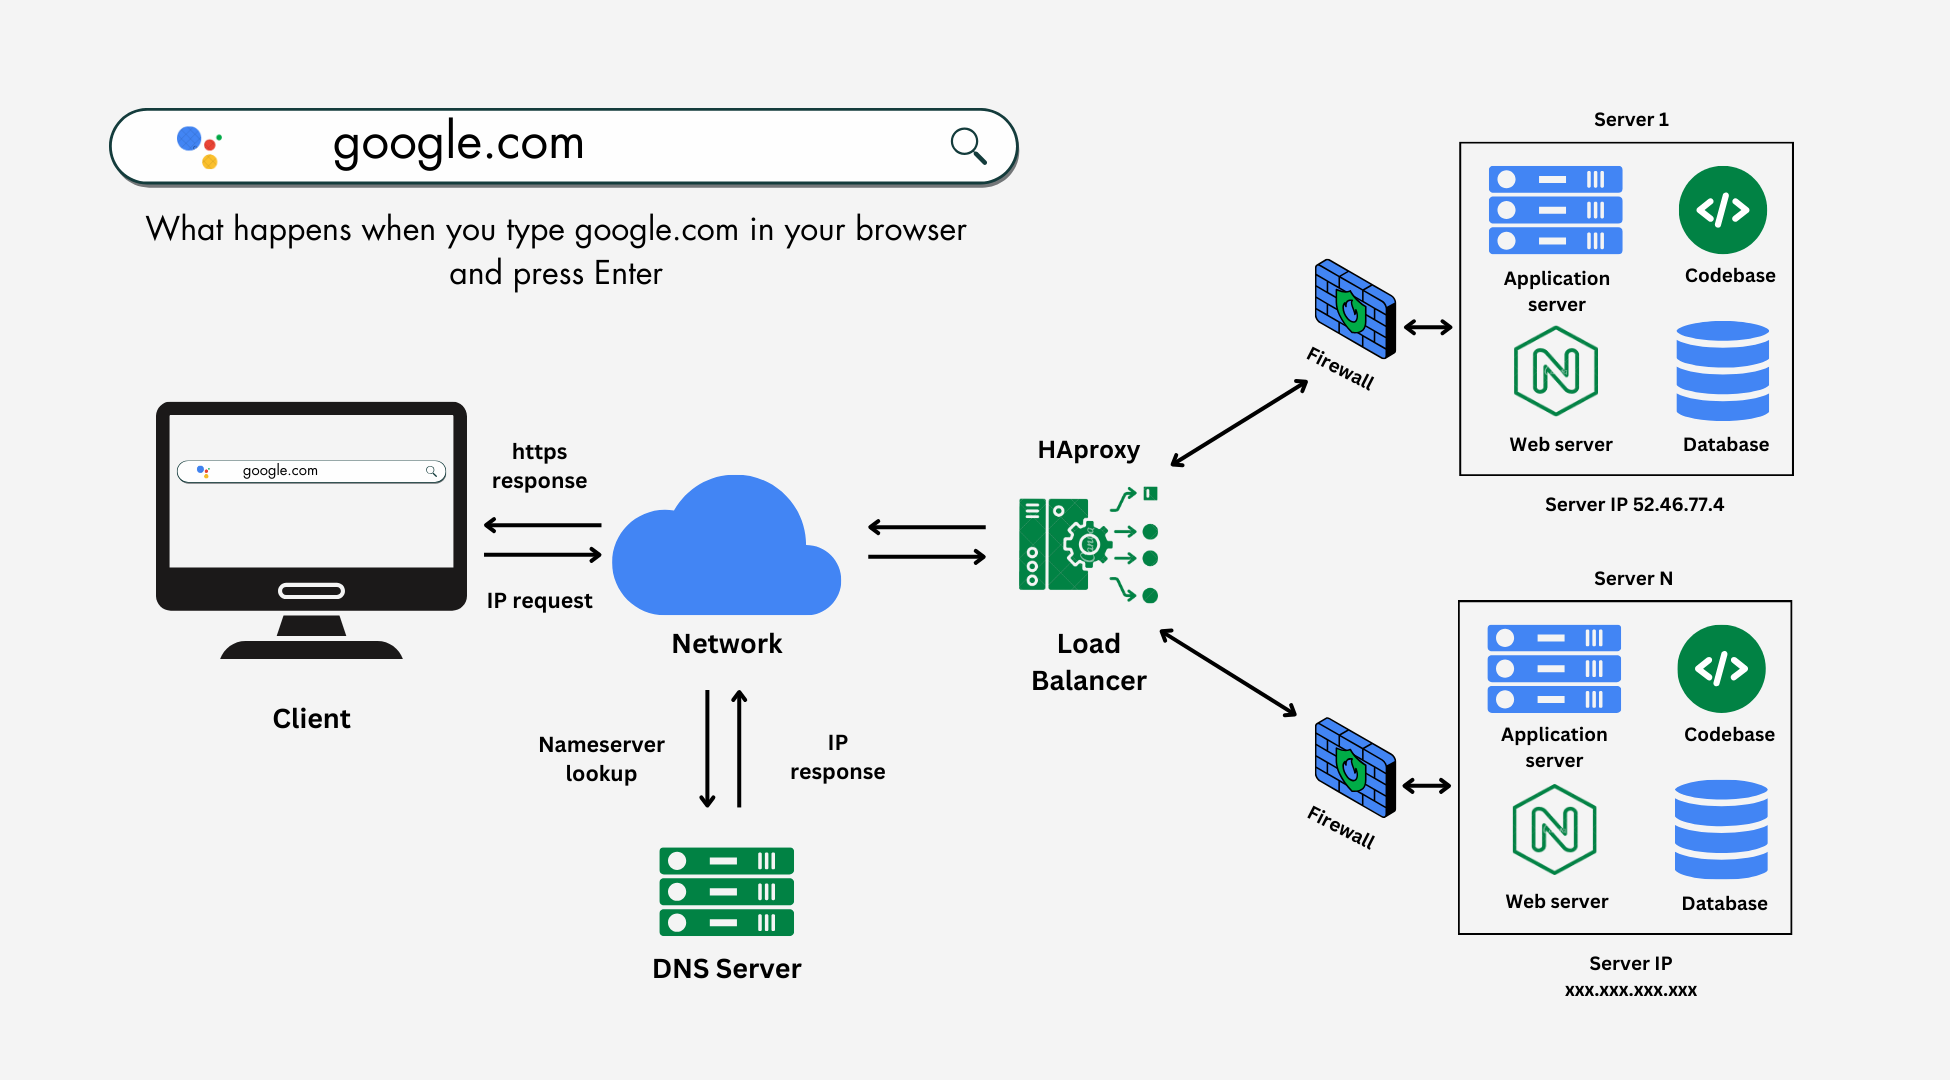 google.com
What happens when you type google.com in your browser
and press Enter
google.com
Client
https
response
IP request
Network
Nameserver
lookup
IP
response
DNS Server
HAproxy
Load
Balancer
Firewall
Firewall
Server 1
Application
server
Codebase
Web server
Database
Server IP 52.46.77.4
Server N
Application
server
Codebase
Web server
Database
Server IP
xxx.xxx.xxx.xxx